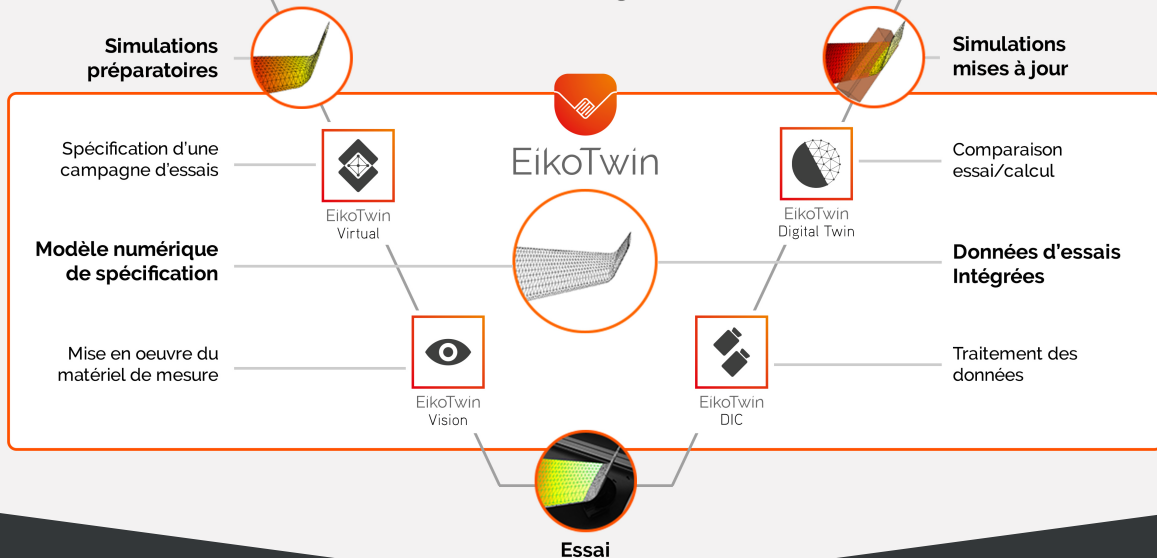 Simulations
préparatoires
Simulations
mises à jour
EikoTwin
Spécification d'une
campagne d'essais
Comparaison
essai/calcul
EikoTwin
Virtual
EikoTwin
Digital Twin
Modèle numérique
de spécification
Données d'essais
Intégrées
Mise en oeuvre du
matériel de mesure
Traitement des
données
EikoTwin
Vision
EikoTwin
DIC
Essai